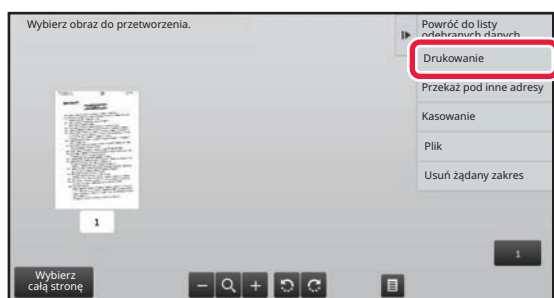 Wybierz obraz do przetworzenia.
Powróć do listy
odebranych danych
Drukowanie
Przekaż pod inne adresy
Kasowanie
Plik
Usuń żądany zakres
1
1
Wybierz
całą stronę